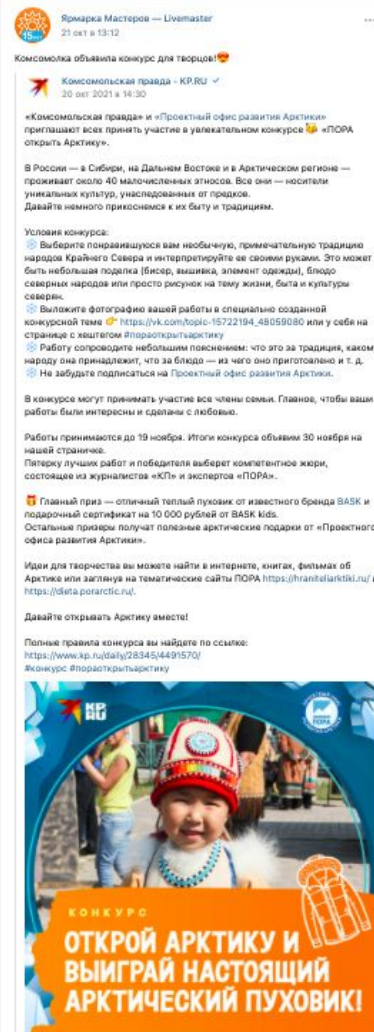 Ярмарка Мастеров — Livemaster
21 окт в 13:12
15 лет
Комсомолка объявила конкурс для творцов!😍
Комсомольская правда - KP.RU
20 окт 2021 в 14:30
«Комсомольская правда» и «Проектный офис развития Арктики»
приглашают всех принять участие в увлекательном конкурсе «ПОРА
открыть Арктику».
В России — в Сибири, на Дальнем Востоке и в Арктическом регионе —
проживает около 40 малочисленных этносов. Все они — носители
уникальных культур, унаследованных от предков.
Давайте немного прикоснемся к их быту и традициям.
Условия конкурса:
❄ Выберите понравившуюся вам необычную, примечательную традицию
народов Крайнего Севера и интерпретируйте ее своими руками. Это может
быть небольшая поделка (бисер, вышивка, элемент одежды), блюдо
северных народов или просто рисунок на тему жизни, быта и культуры
северян.
❄ Выложите фотографию вашей работы в специально созданной
конкурсной теме 👉 https://vk.com/topic-15722194_48059080 или у себя на
странице с хештегом #пораоткрытьарктику
❄ Работу сопроводите небольшим пояснением: что это за традиция, каком
народу она принадлежит, что за блюдо — из чего оно приготовлено и т. д.
❄ Не забудьте подписаться на Проектный офис развития Арктики.
В конкурсе могут принимать участие все члены семьи. Главное, чтобы ваши
работы были интересны и сделаны с любовью.
Работы принимаются до 19 ноября. Итоги конкурса объявим 30 ноября на
нашей страничке.
Пятерку лучших работ и победителя выберет компетентное жюри,
состоящее из журналистов «КП» и экспертов «ПОРА».
🎁 Главный приз — отличный теплый пуховик от известного бренда BASK и
подарочный сертификат на 10 000 рублей от BASK kids.
Остальные призеры получат полезные арктические подарки от «Проектного
офиса развития Арктики».
Идеи для творчества вы можете найти в интернете, книгах, фильмах об
Арктике или заглянув на тематические сайты ПОРА https://hraniteliarktiki.ru/ и
https://dieta.porarctic.ru/.
Давайте открывать Арктику вместе!
Полные правила конкурса вы найдете по ссылке:
https://www.kp.ru/daily/28345/4491570/
#конкурс #пораоткрытьарктику
KP
RU
ПОРА
КОНКУРС
ОТКРОЙ АРКТИКУ И
ВЫИГРАЙ НАСТОЯЩИЙ
АРКТИЧЕСКИЙ ПУХОВИК!